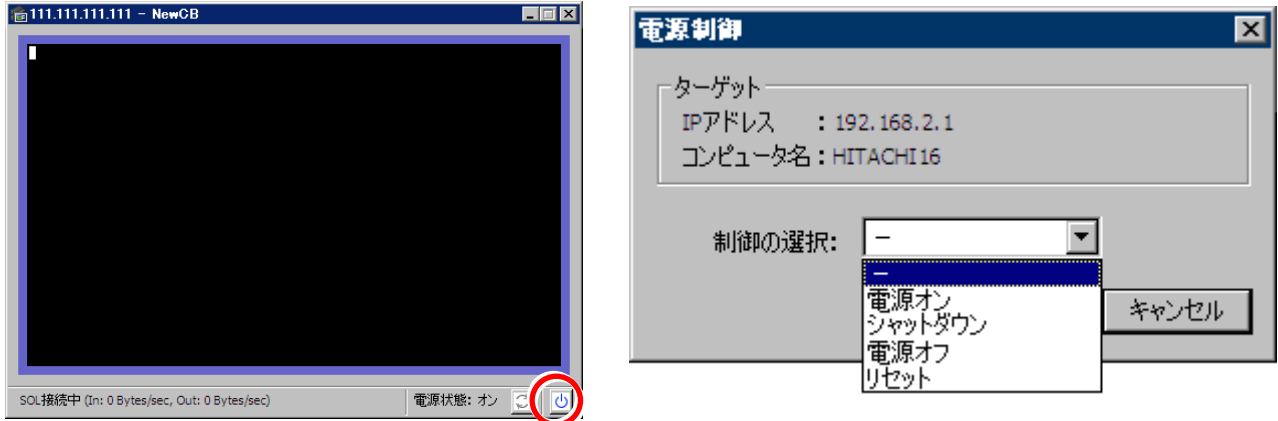 111.111.111.111 - NewCB
SOL接続中 (In: 0 Bytes/sec, Out: 0 Bytes/sec)
電源状態: オン
電源制御
ターゲット
IPアドレス : 192.168.2.1
コンピュータ名 : HITACHI16
制御の選択: −
−
電源オン
シャットダウン
電源オフ
リセット
キャンセル